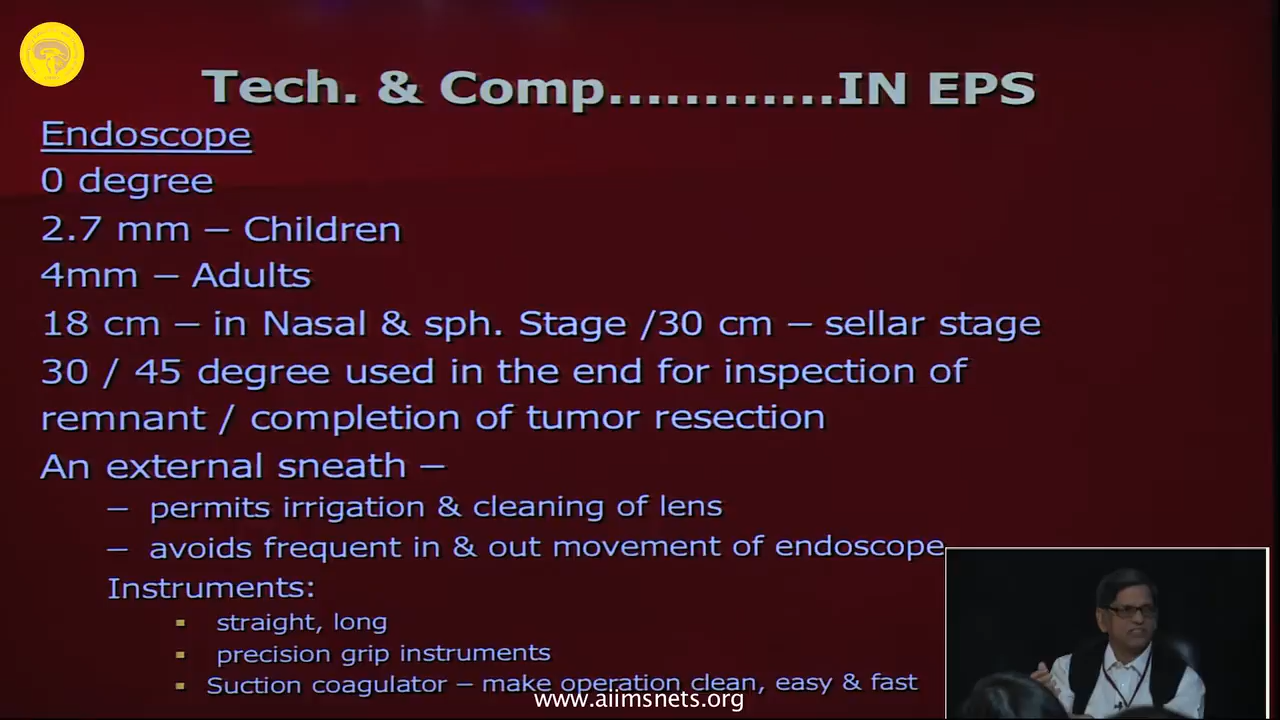 Tech. & Comp............IN EPS
Endoscope
0 degree
2.7 mm – Children
4mm – Adults
18 cm – in Nasal & sph. Stage /30 cm – sellar stage
30 / 45 degree used in the end for inspection of
remnant / completion of tumor resection
An external sneath –
– permits irrigation & cleaning of lens
– avoids frequent in & out movement of endoscope
Instruments:
▪ straight, long
▪ precision grip instruments
▪ Suction coagulator – make operation clean, easy & fast
www.aiimsnets.org